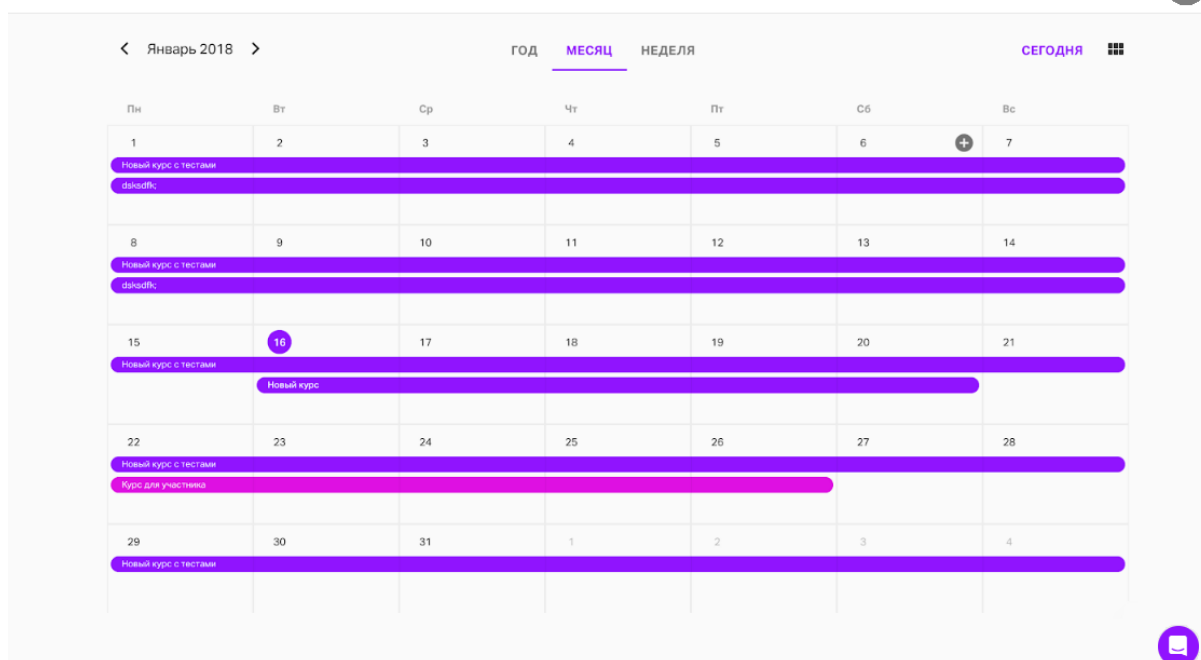 Январь 2018 ГОД МЕСЯЦ НЕДЕЛЯ СЕГОДНЯ
Пн Вт Ср Чт Пт Сб Вс
1 2 3 4 5 6 7
Новый курс с тестами
dsksdfk;
8 9 10 11 12 13 14
Новый курс с тестами
dsksdfk;
15 16 17 18 19 20 21
Новый курс с тестами
Новый курс
22 23 24 25 26 27 28
Новый курс с тестами
Курс для участника
29 30 31 1 2 3 4
Новый курс с тестами